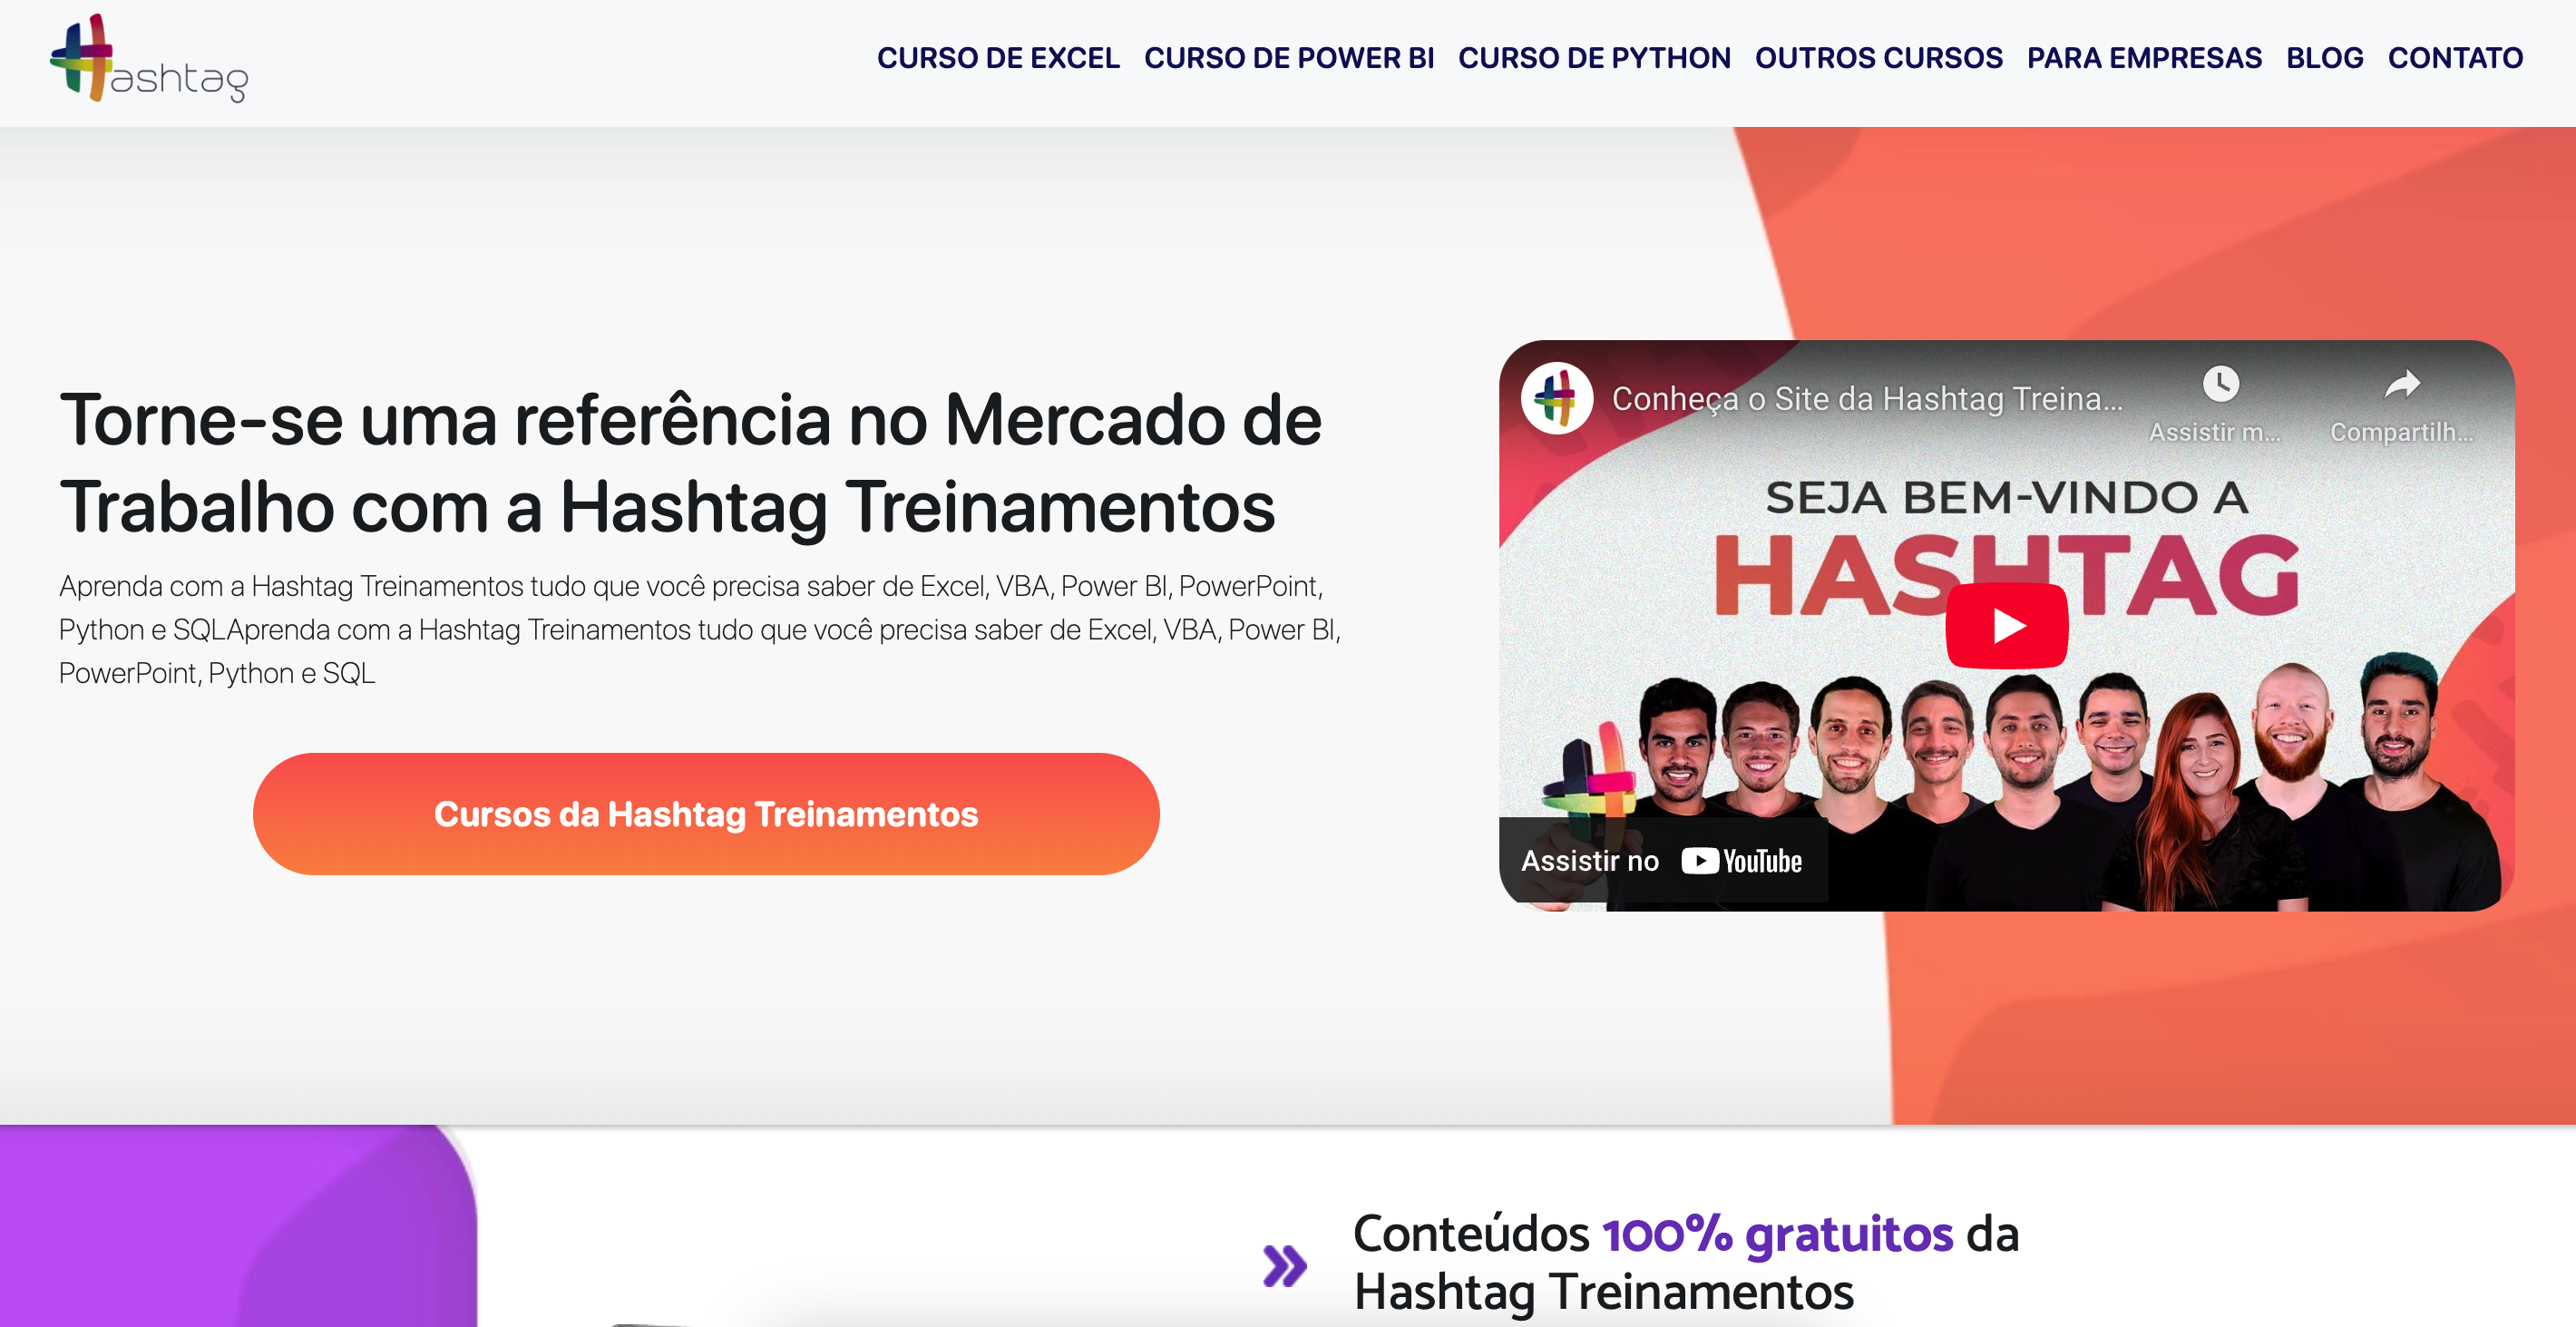 Hashtag
CURSO DE EXCEL CURSO DE POWER BI CURSO DE PYTHON OUTROS CURSOS PARA EMPRESAS BLOG CONTATO
Torne-se uma referência no Mercado de
Trabalho com a Hashtag Treinamentos
Aprenda com a Hashtag Treinamentos tudo que você precisa saber de Excel, VBA, Power BI, PowerPoint,
Python e SQLAprenda com a Hashtag Treinamentos tudo que você precisa saber de Excel, VBA, Power BI,
PowerPoint, Python e SQL
Cursos da Hashtag Treinamentos
Conheça o Site da Hashtag Treina...
Assistir m...
Compartilh...
SEJA BEM-VINDO A
HASHTAG
Assistir no YouTube
Conteúdos 100% gratuitos da
Hashtag Treinamentos